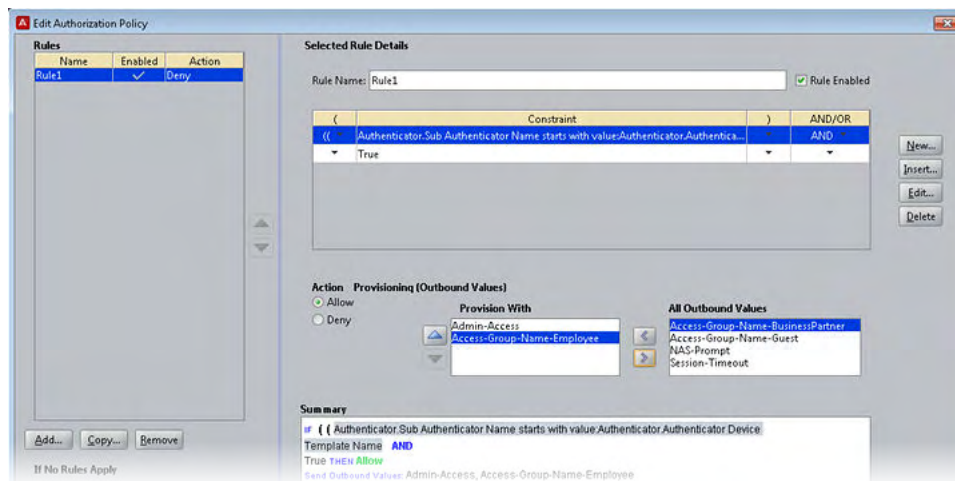 Edit Authorization Policy
Rules
Name Enabled Action
Rule1 Deny
Add... Copy... Remove
If No Rules Apply
Selected Rule Details
Rule Name: Rule1 Rule Enabled
( Constraint ) AND/OR
(( Authenticator.Sub Authenticator Name starts with value:Authenticator.Authentica... AND
True
New...
Insert...
Edit...
Delete
Action Provisioning (Outbound Values)
Allow
Deny
Provision With
Admin-Access
Access-Group-Name-Employee
All Outbound Values
Access-Group-Name-BusinessPartner
Access-Group-Name-Guest
NAS-Prompt
Session-Timeout
Summary
IF ( ( Authenticator.Sub Authenticator Name starts with value:Authenticator.Authenticator Device
Template Name AND
True THEN Allow
Send Outbound Values: Admin-Access, Access-Group-Name-Employee